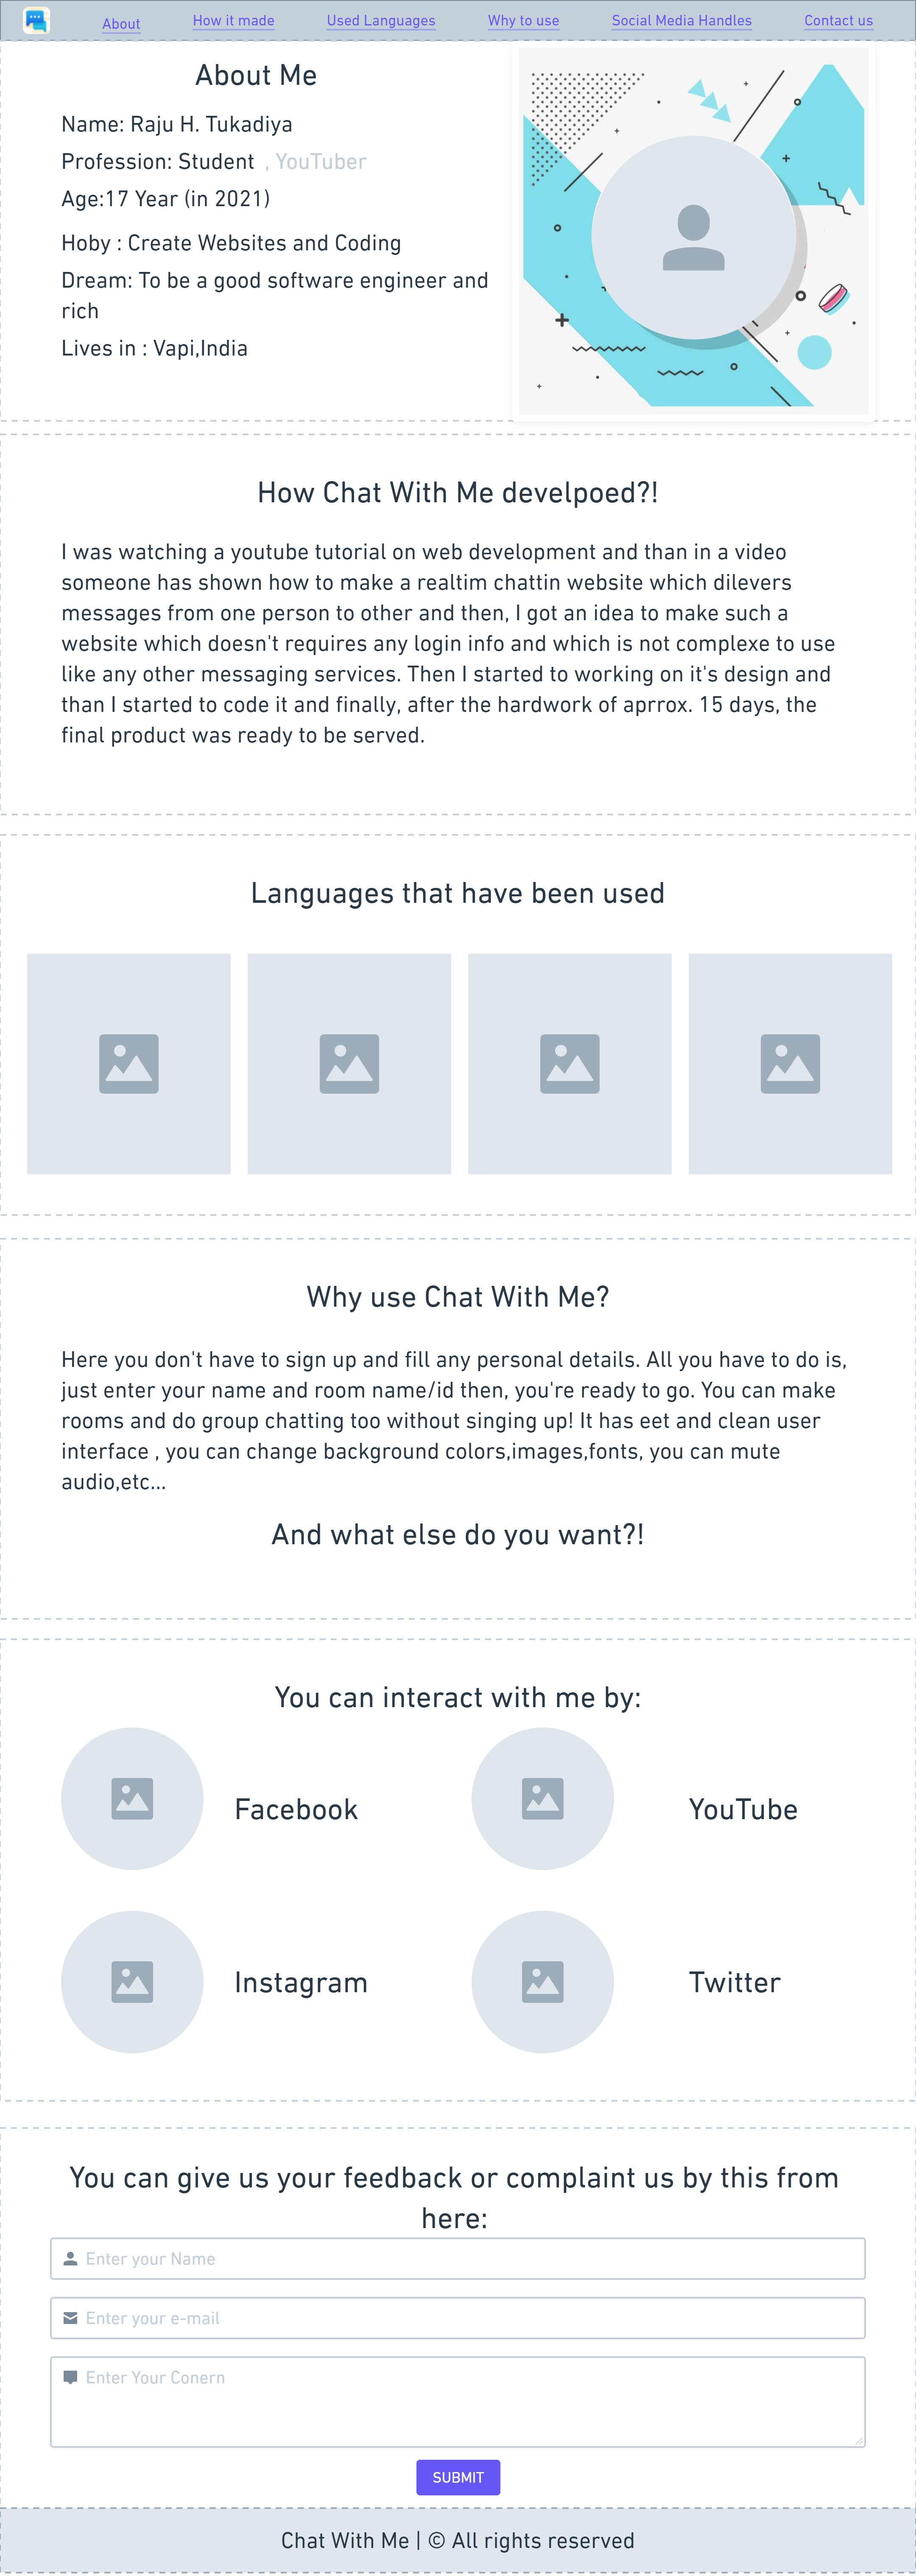 About
How it made
Used Languages
Why to use
Social Media Handles
Contact us
About Me
Name: Raju H. Tukadiya
Profession: Student , YouTuber
Age:17 Year (in 2021)
Hoby : Create Websites and Coding
Dream: To be a good software engineer and
rich
Lives in : Vapi,India
How Chat With Me develpoed?!
I was watching a youtube tutorial on web development and than in a video
someone has shown how to make a realtim chattin website which dilevers
messages from one person to other and then, I got an idea to make such a
website which doesn't requires any login info and which is not complexe to use
like any other messaging services. Then I started to working on it's design and
than I started to code it and finally, after the hardwork of aprrox. 15 days, the
final product was ready to be served.
Languages that have been used
Why use Chat With Me?
Here you don't have to sign up and fill any personal details. All you have to do is,
just enter your name and room name/id then, you're ready to go. You can make
rooms and do group chatting too without singing up! It has eet and clean user
interface , you can change background colors,images,fonts, you can mute
audio,etc...
And what else do you want?!
You can interact with me by:
Facebook
YouTube
Instagram
Twitter
You can give us your feedback or complaint us by this from
here:
Enter your Name
Enter your e-mail
Enter Your Conern
SUBMIT
Chat With Me | © All rights reserved